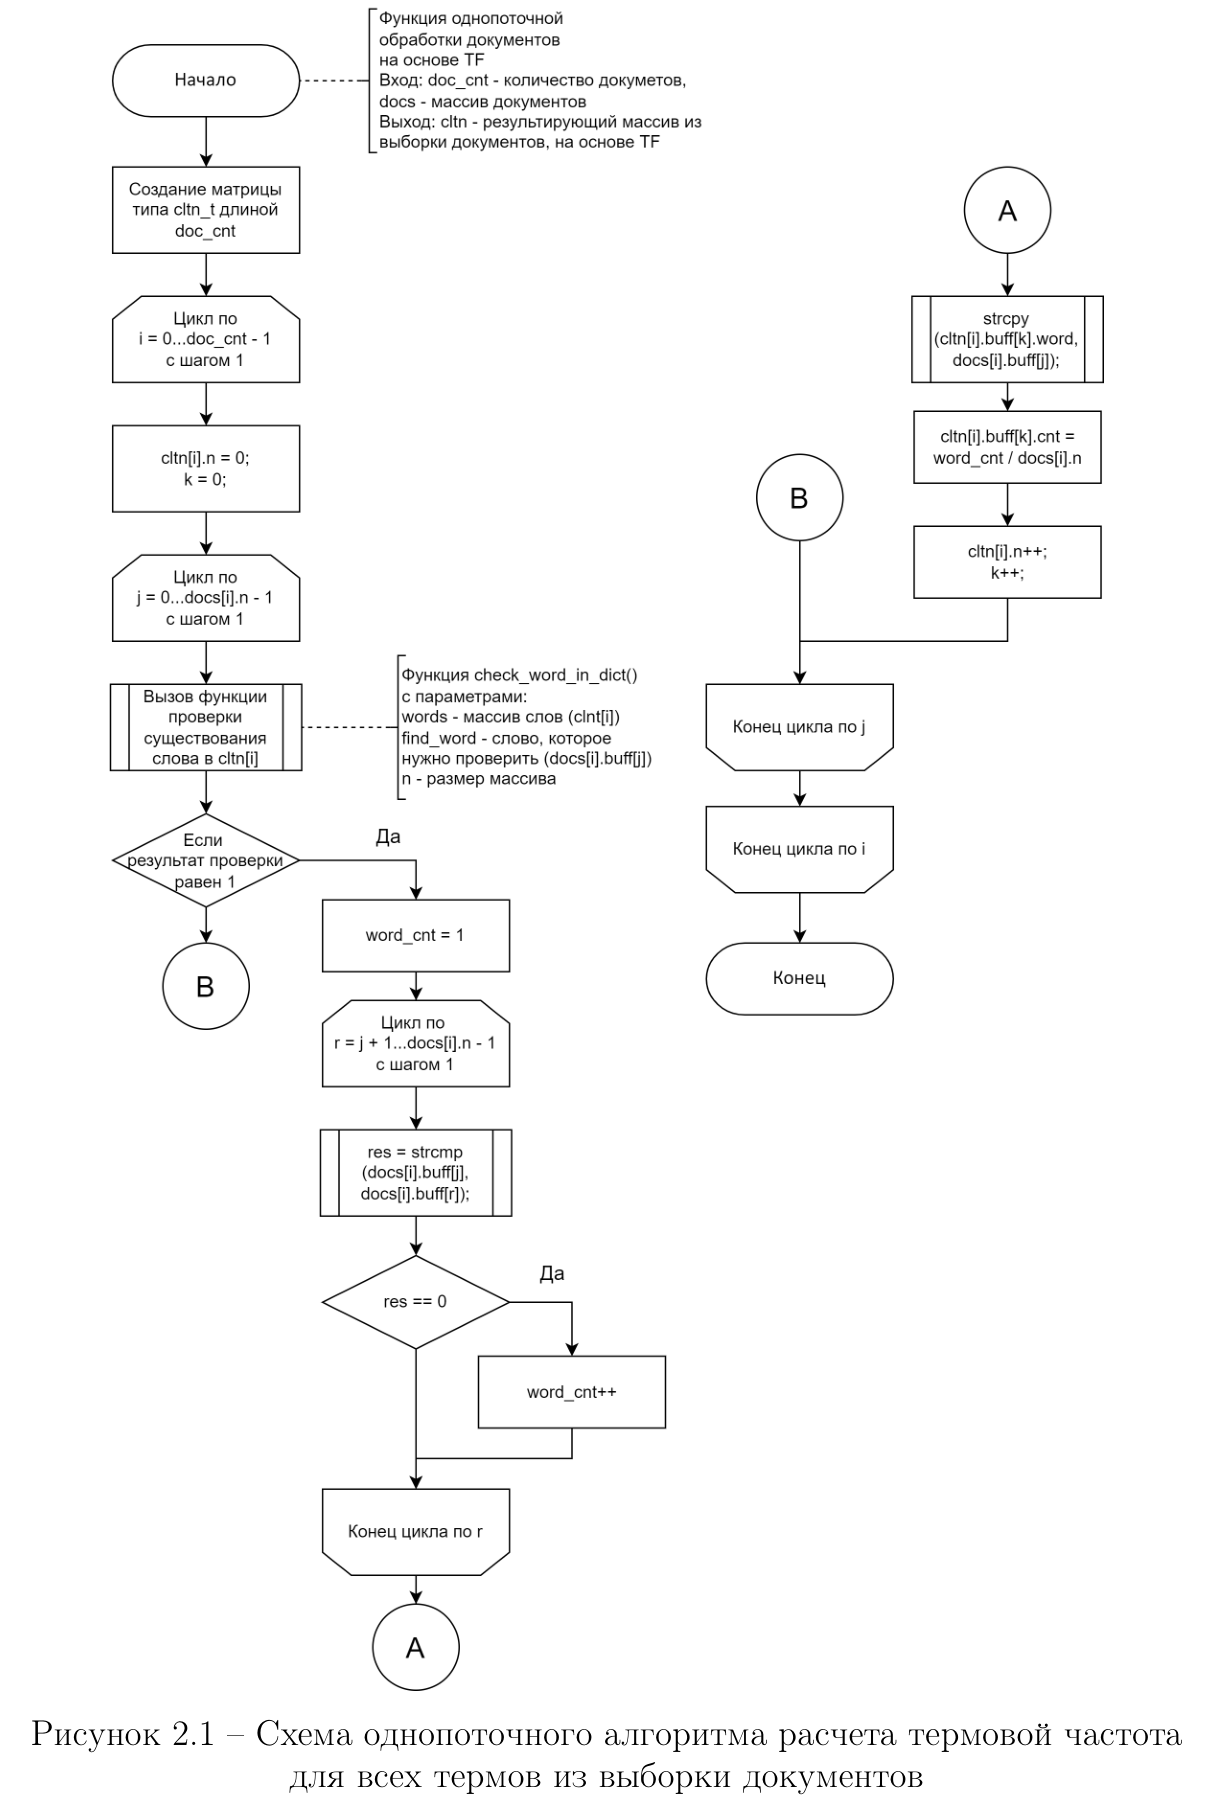 Функция однопоточной
обработки документов
на основе TF
Вход: doc_cnt - количество докуметов,
docs - массив документов
Выход: cltn - результирующий массив из
выборки документов, на основе TF
Начало
Создание матрицы
типа cltn_t длиной
doc_cnt
Цикл по
i = 0...doc_cnt - 1
с шагом 1
cltn[i].n = 0;
k = 0;
Цикл по
j = 0...docs[i].n - 1
с шагом 1
Вызов функции
проверки
существования
слова в cltn[i]
Функция check_word_in_dict()
с параметрами:
words - массив слов (clnt[i])
find_word - слово, которое
нужно проверить (docs[i].buff[j])
n - размер массива
Если
результат проверки
равен 1
Да
B
word_cnt = 1
Цикл по
r = j + 1...docs[i].n - 1
с шагом 1
res = strcmp
(docs[i].buff[j],
docs[i].buff[r]);
res == 0
Да
word_cnt++
Конец цикла по r
A
A
strcpy
(cltn[i].buff[k].word,
docs[i].buff[j]);
cltn[i].buff[k].cnt =
word_cnt / docs[i].n
cltn[i].n++;
k++;
B
Конец цикла по j
Конец цикла по i
Конец
Рисунок 2.1 – Схема однопоточного алгоритма расчета термовой частота
для всех термов из выборки документов